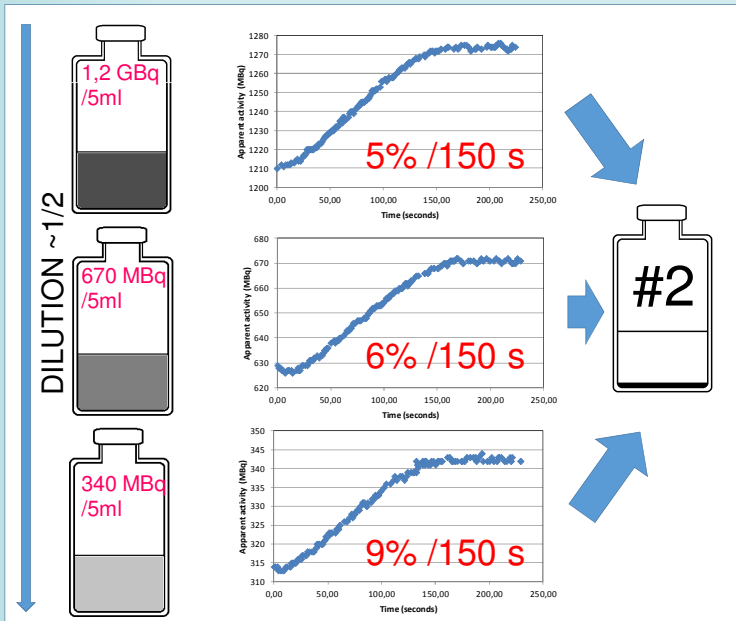 DILUTION ~1/2
1,2 GBq
/5ml
Apparent activity (MBq)
1280
1270
1260
1250
1240
1230
1220
1210
1200
0,00 50,00 100,00 150,00 200,00 250,00
Time (seconds)
5% /150 s
670 MBq
/5ml
Apparent activity (MBq)
680
670
660
650
640
630
620
0,00 50,00 100,00 150,00 200,00 250,00
Time (seconds)
6% /150 s
#2
340 MBq
/5ml
Apparent activity (MBq)
350
345
340
335
330
325
320
315
310
0,00 50,00 100,00 150,00 200,00 250,00
Time (seconds)
9% /150 s